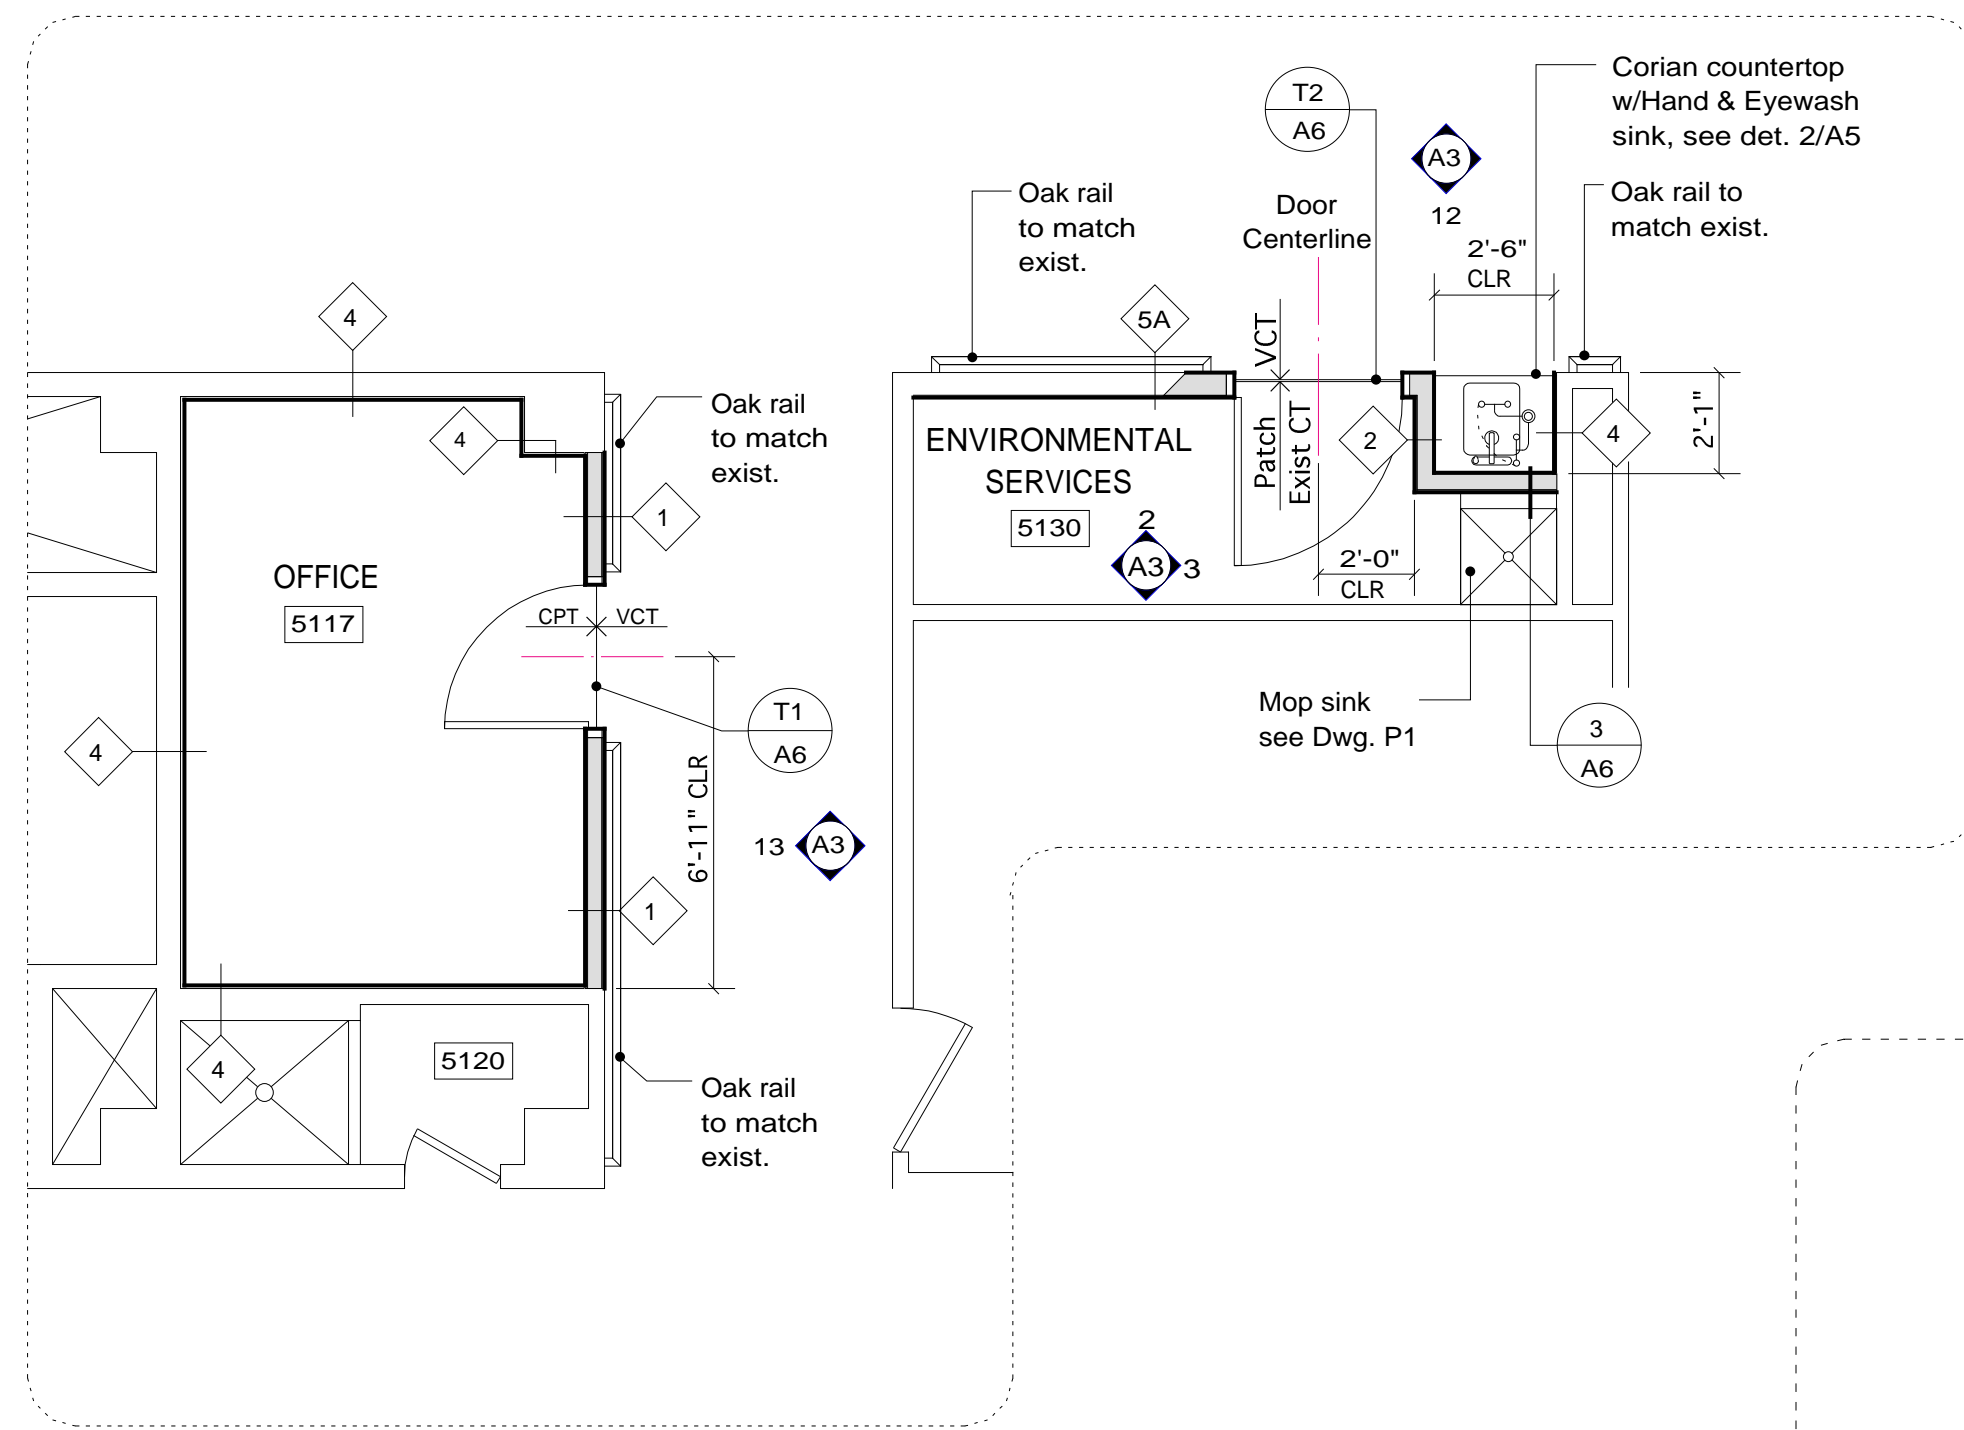 Corian countertop
w/Hand & Eyewash
sink, see det. 2/A5
T2
A6
A3
12
Oak rail
to match
exist.
Door
Centerline
Oak rail to
match exist.
2'-6"
CLR
4
5A
VCT
Oak rail
to match
exist.
4
ENVIRONMENTAL
SERVICES
5130
Patch
Exist CT
2
4
2'-1"
1
2
A3
3
2'-0"
CLR
OFFICE
5117
CPT
VCT
T1
A6
Mop sink
see Dwg. P1
3
A6
4
6'-11" CLR
13
A3
1
4
5120
Oak rail
to match
exist.